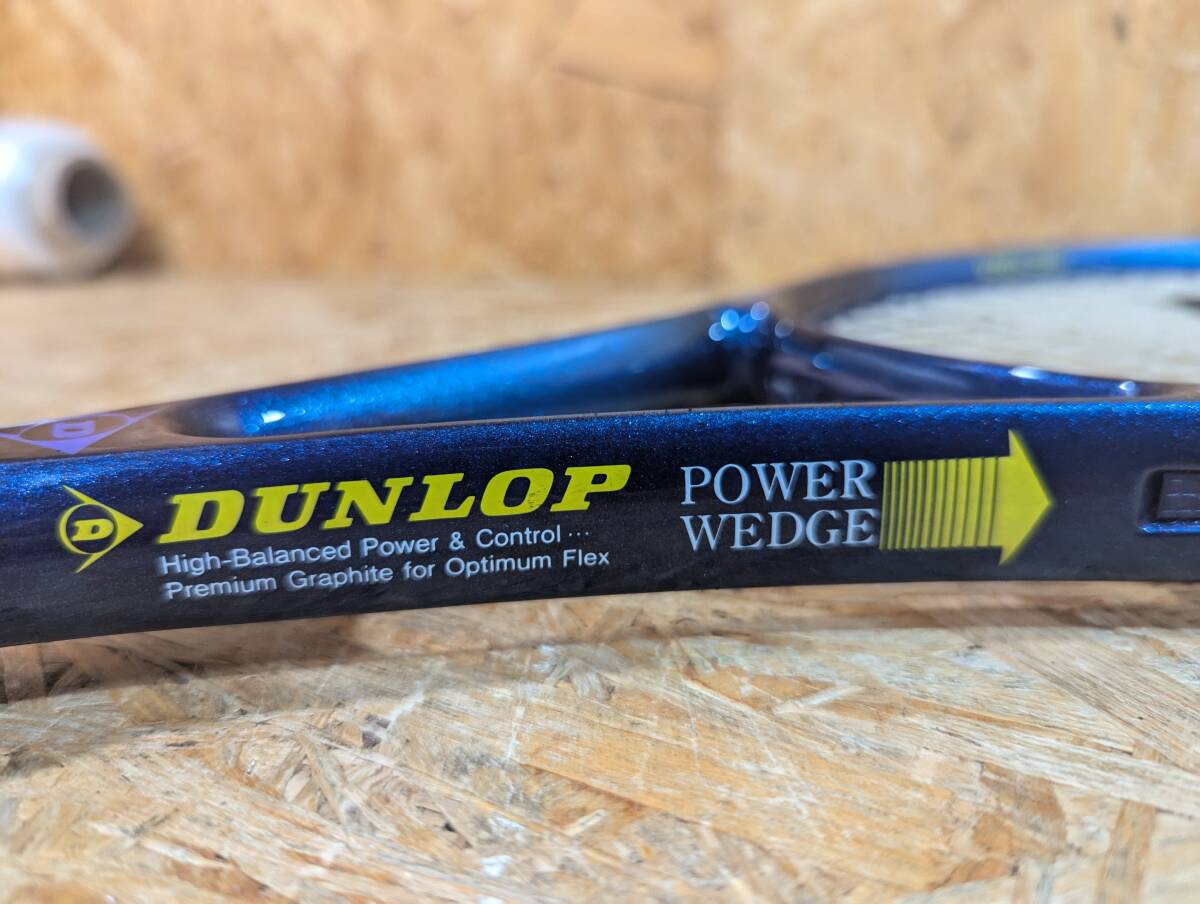 D
D DUNLOP
High-Balanced Power & Control ···
Premium Graphite for Optimum Flex
POWER
WEDGE